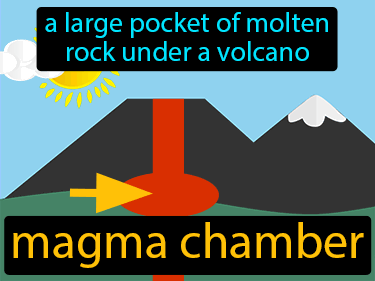 a large pocket of molten
rock under a volcano
magma chamber